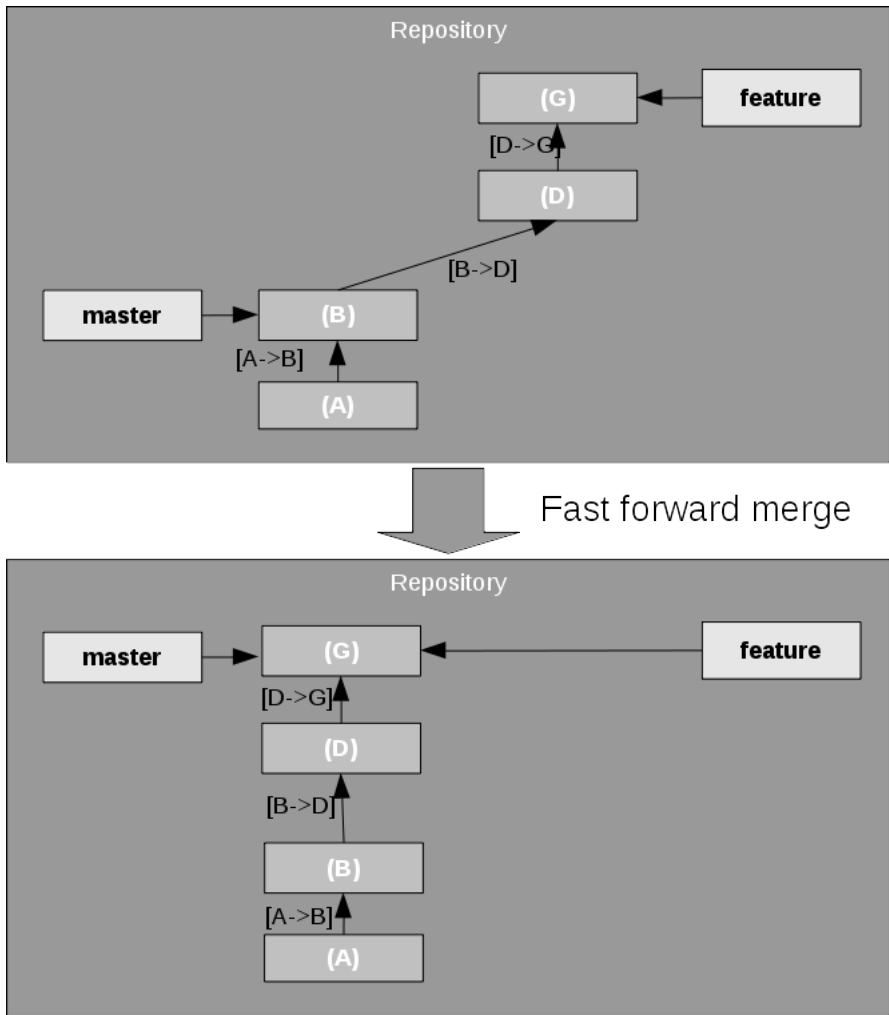 Repository
(G)
feature
[D->G]
(D)
[B->D]
master
(B)
[A->B]
(A)
Fast forward merge
Repository
master
(G)
feature
[D->G]
(D)
[B->D]
(B)
[A->B]
(A)